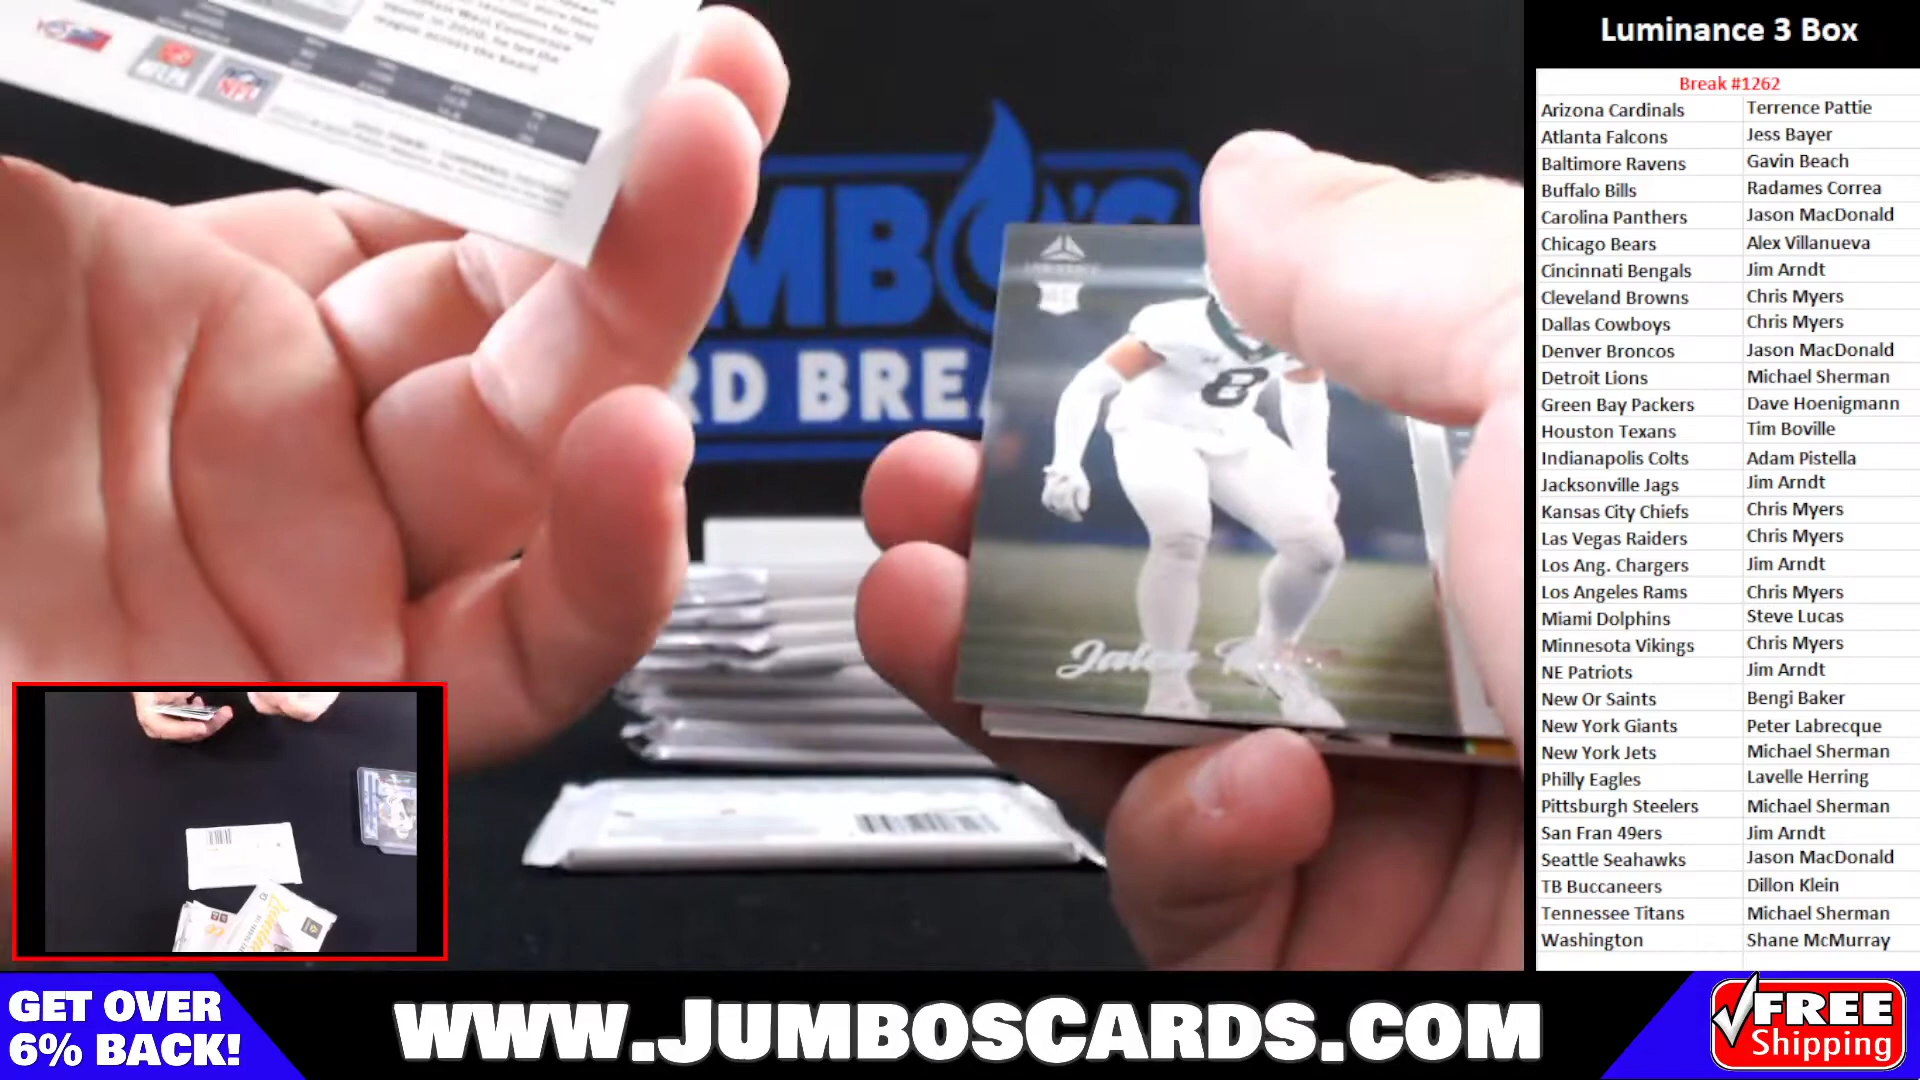 Luminance 3 Box
Break #1262
Arizona Cardinals Terrence Pattie
Atlanta Falcons Jess Bayer
Baltimore Ravens Gavin Beach
Buffalo Bills Radames Correa
Carolina Panthers Jason MacDonald
Chicago Bears Alex Villanueva
Cincinnati Bengals Jim Arndt
Cleveland Browns Chris Myers
Dallas Cowboys Chris Myers
Denver Broncos Jason MacDonald
Detroit Lions Michael Sherman
Green Bay Packers Dave Hoenigmann
Houston Texans Tim Boville
Indianapolis Colts Adam Pistella
Jacksonville Jags Jim Arndt
Kansas City Chiefs Chris Myers
Las Vegas Raiders Chris Myers
Los Ang. Chargers Jim Arndt
Los Angeles Rams Chris Myers
Miami Dolphins Steve Lucas
Minnesota Vikings Chris Myers
NE Patriots Jim Arndt
New Or Saints Bengi Baker
New York Giants Peter Labrecque
New York Jets Michael Sherman
Philly Eagles Lavelle Herring
Pittsburgh Steelers Michael Sherman
San Fran 49ers Jim Arndt
Seattle Seahawks Jason MacDonald
TB Buccaneers Dillon Klein
Tennessee Titans Michael Sherman
Washington Shane McMurray
NFLPA
NFL
MBO'S
RD BREA
8
Jalen
GET OVER
6% BACK!
www.JumbosCards.com
FREE
Shipping